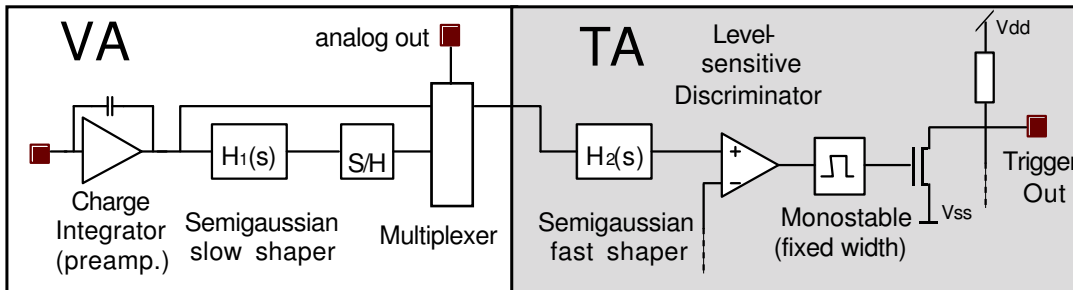 VA
analog out
H1(s)
S/H
Charge
Integrator
(preamp.)
Semigaussian
slow shaper
Multiplexer
TA
Level-
sensitive
Discriminator
Vdd
H2(s)
+
−
Semigaussian
fast shaper
Monostable
(fixed width)
Vss
Trigger
Out